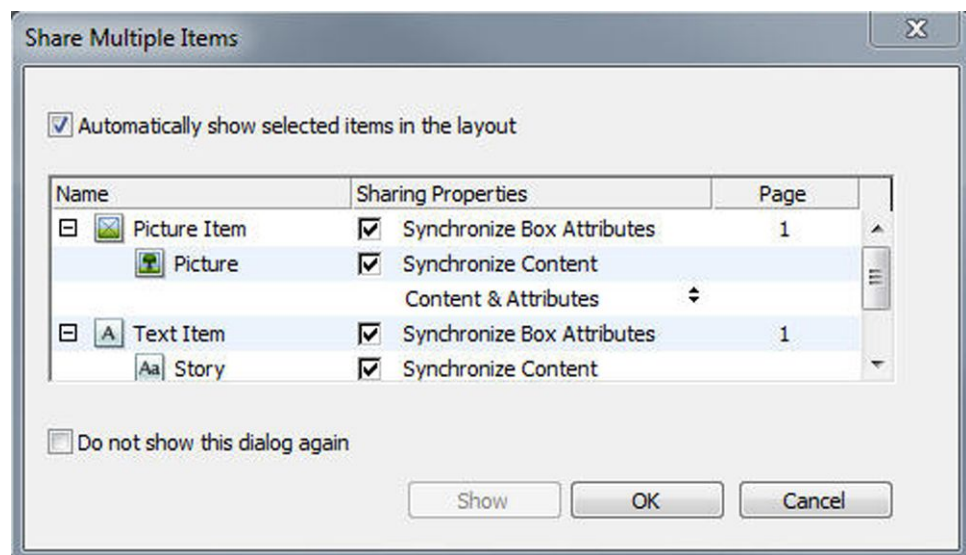 Share Multiple Items
Automatically show selected items in the layout
Name Sharing Properties Page
Picture Item Synchronize Box Attributes 1
Picture Synchronize Content
Content & Attributes
A Text Item Synchronize Box Attributes 1
Aa Story Synchronize Content
Do not show this dialog again
Show OK Cancel